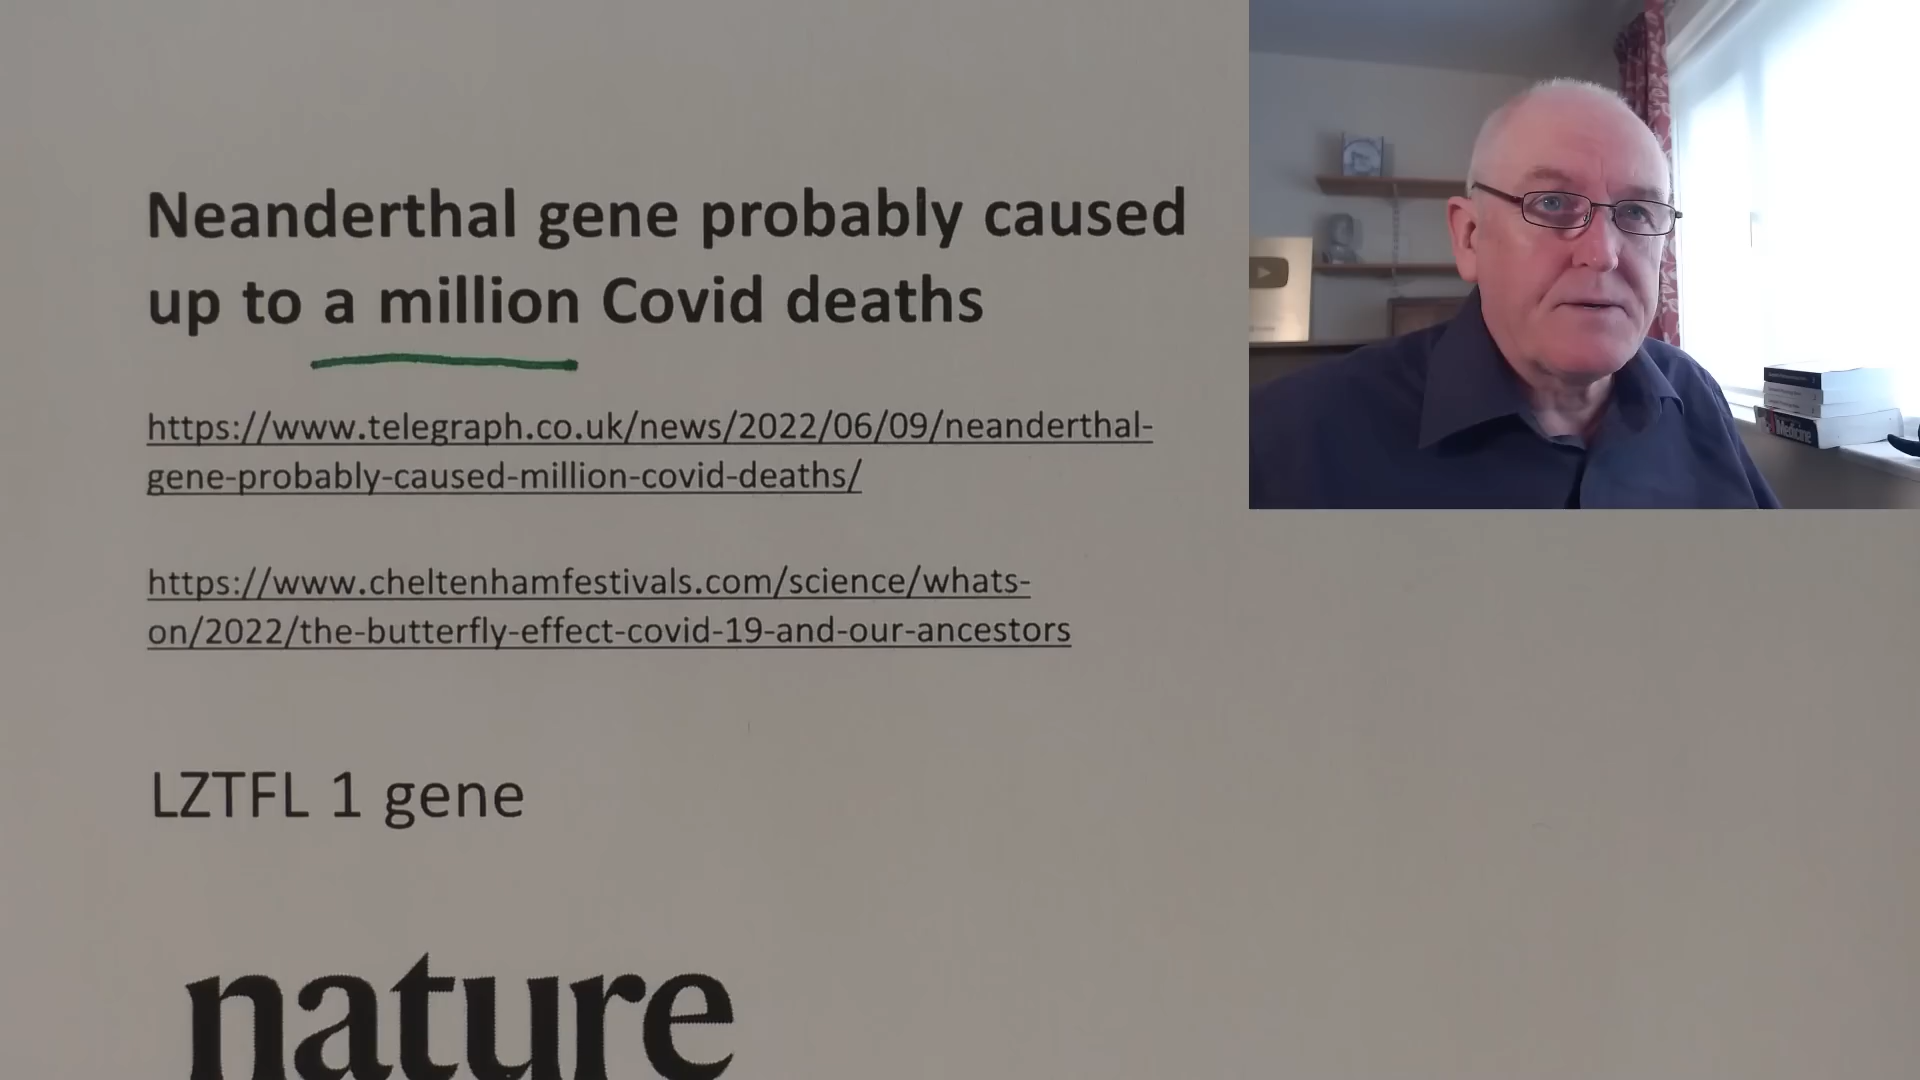 Neanderthal gene probably caused
up to a million Covid deaths
https://www.telegraph.co.uk/news/2022/06/09/neanderthal-
gene-probably-caused-million-covid-deaths/
https://www.cheltenhamfestivals.com/science/whats-
on/2022/the-butterfly-effect-covid-19-and-our-ancestors
LZTFL 1 gene
nature
Medicine